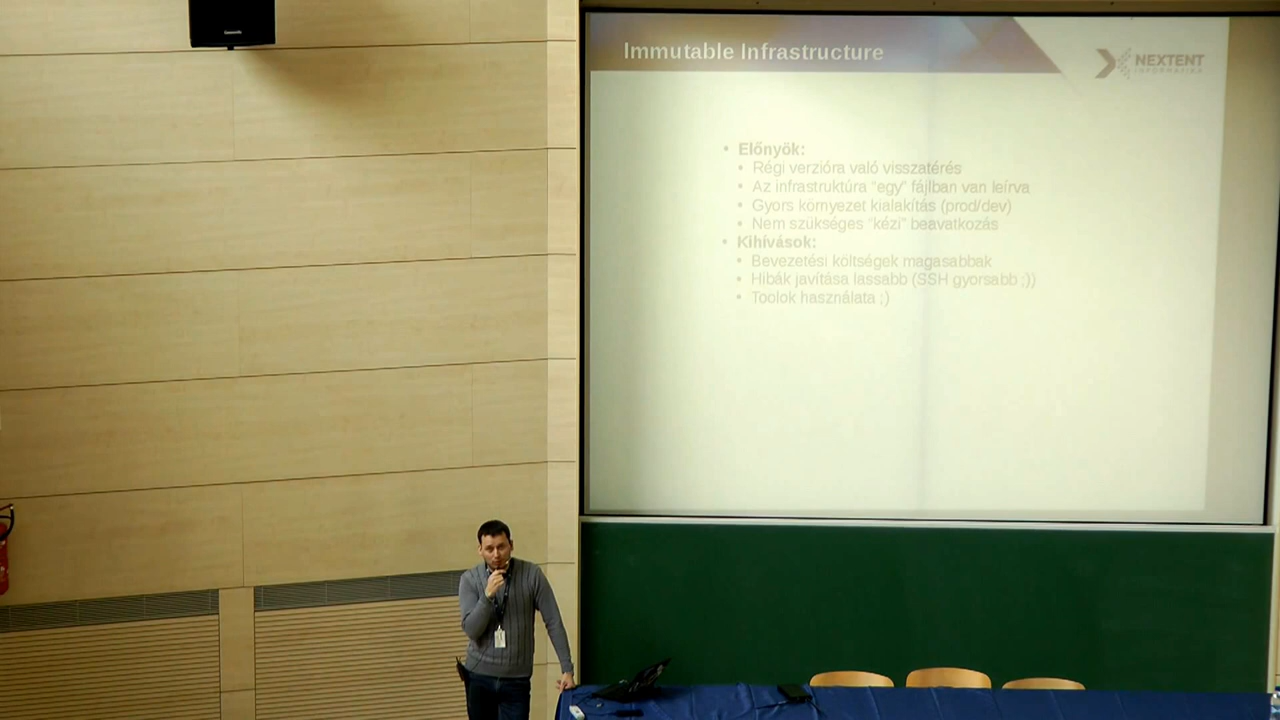 Immutable Infrastructure
NEXTENT
INFORMATIKA
• Előnyök:
• Régi verzióra való visszatérés
• Az infrastruktúra "egy" fájlban van leírva
• Gyors környezet kialakítás (prod/dev)
• Nem szükséges "kézi" beavatkozás
• Kihívások:
• Bevezetési költségek magasabbak
• Hibák javítása lassabb (SSH gyorsabb ;))
• Toolok használata ;)